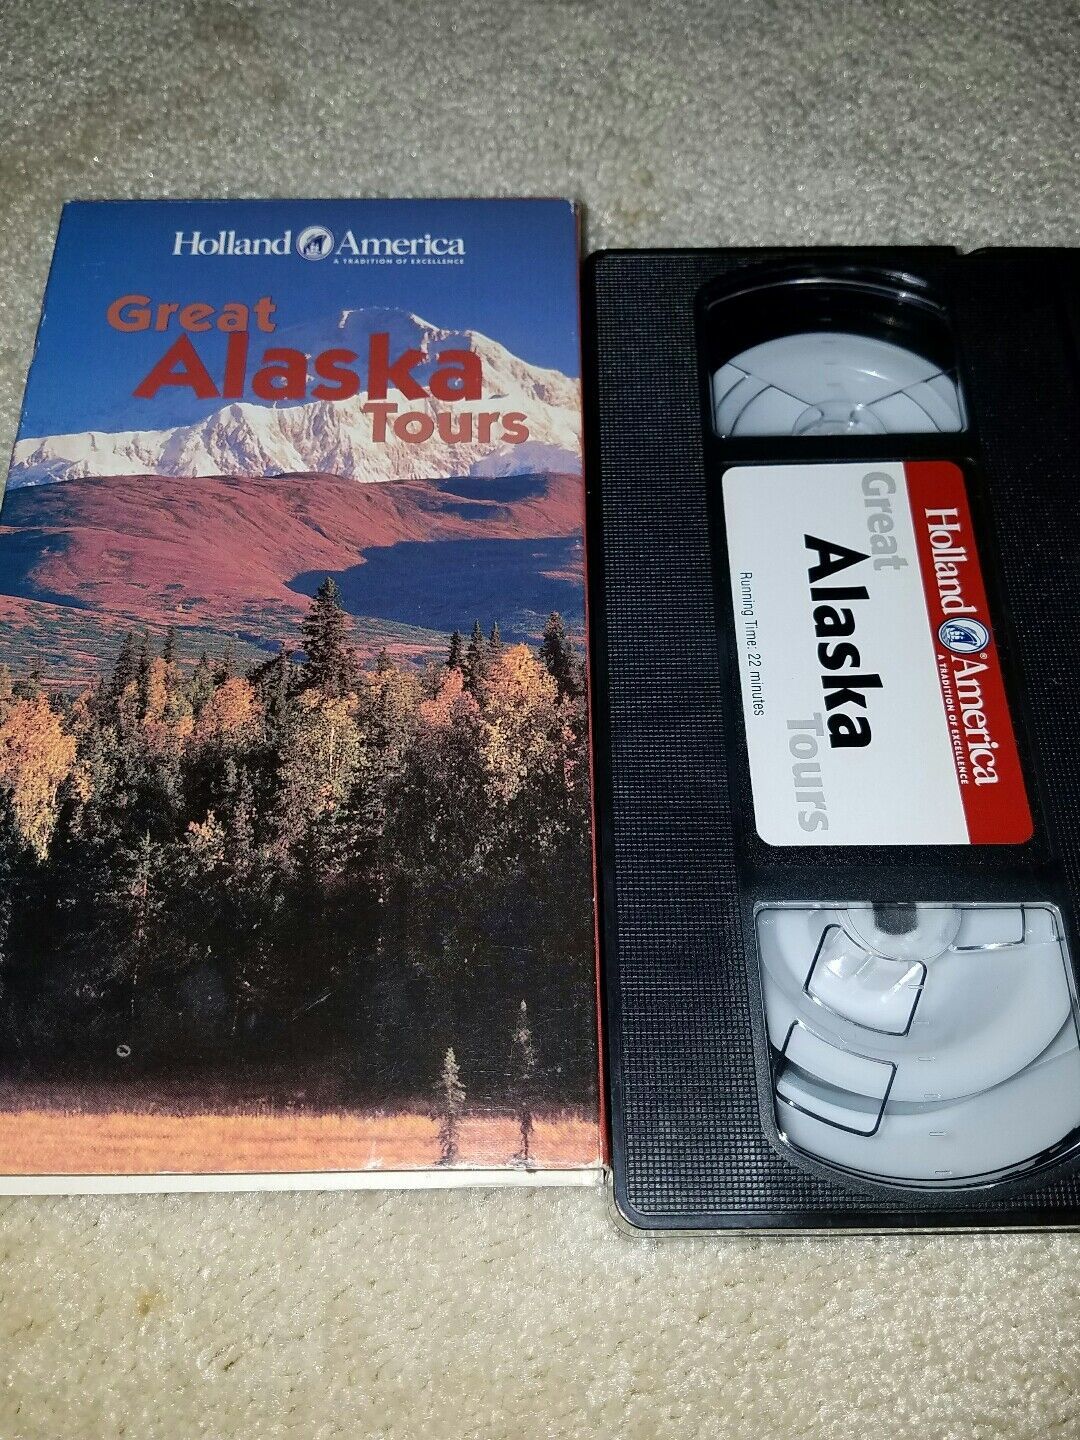 Holland America
A TRADITION OF EXCELLENCE
Great
Alaska
Tours
Holland America
A TRADITION OF EXCELLENCE
Great
Alaska
Tours
Running Time: 22 minutes